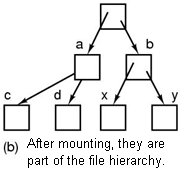 a b
c d x y
(b) After mounting, they are
part of the file hierarchy.